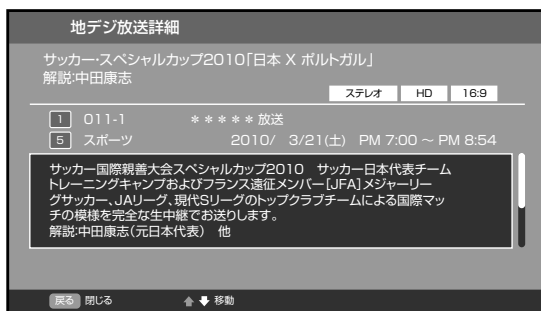 地デジ放送詳細
サッカー・スペシャルカップ2010「日本 X ポルトガル」
解説:中田康志
ステレオ HD 16:9
1 011-1 ＊＊＊＊＊放送
5 スポーツ 2010/ 3/21(土) PM 7:00 ～ PM 8:54
サッカー国際親善大会スペシャルカップ2010 サッカー日本代表チーム
トレーニングキャンプおよびフランス遠征メンバー[JFA]メジャーリー
グサッカー、JAリーグ、現代Sリーグのトップクラブチームによる国際マッ
チの模様を完全な生中継でお送りします。
解説:中田康志(元日本代表) 他
戻る 閉じる ↑ ↓ 移動